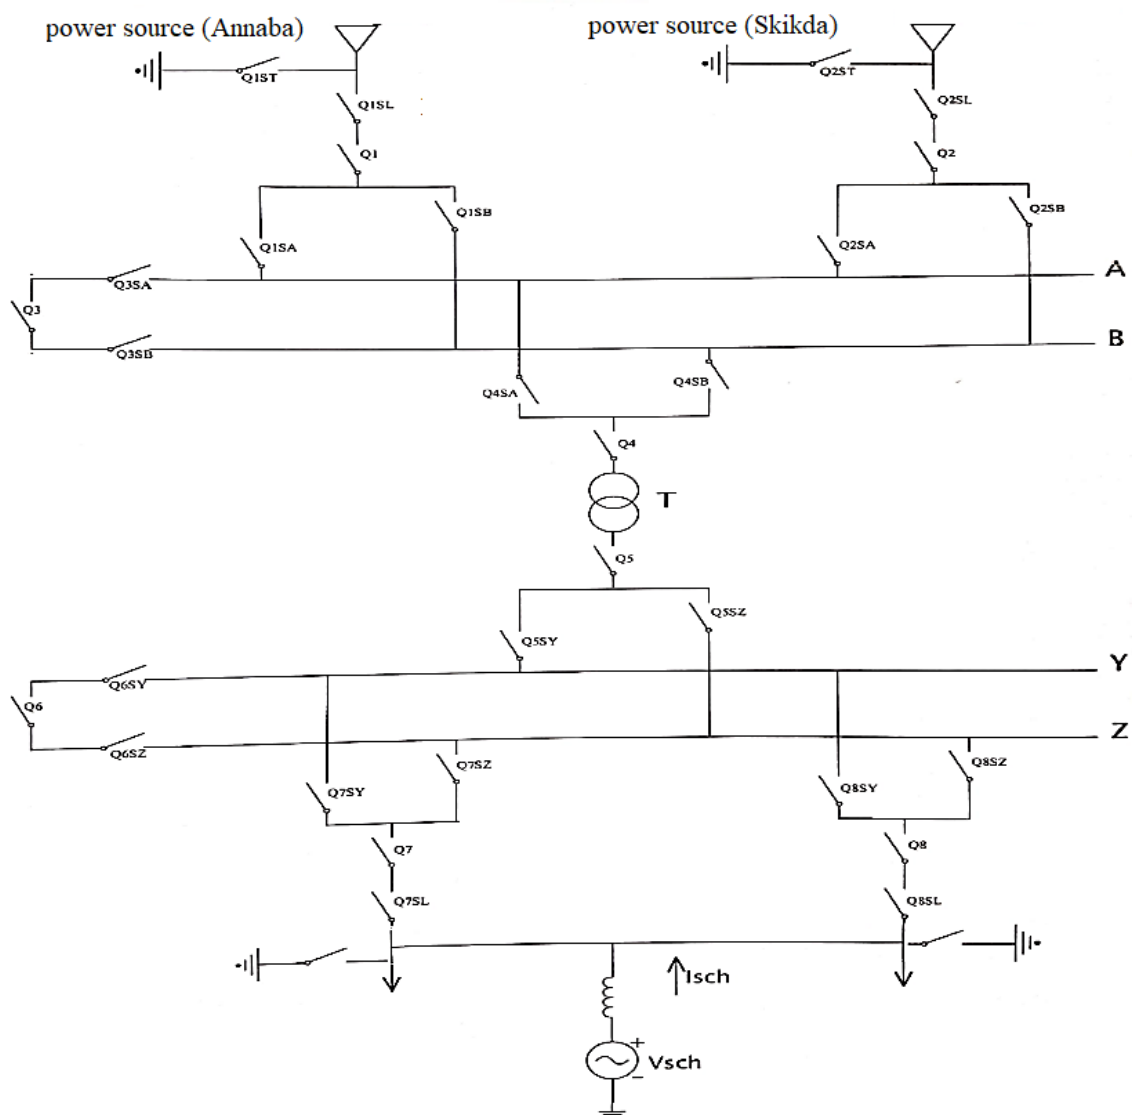 power source (Annaba)
power source (Skikda)
Q1ST
Q2ST
Q1SL
Q2SL
Q1
Q2
Q1SB
Q2SB
Q1SA
Q2SA
A
Q3SA
Q3
B
Q3SB
Q4SA
Q4SB
Q4
T
Q5
Q5SZ
Q5SY
Y
Q6SY
Q6
Z
Q6SZ
Q7SZ
Q8SZ
Q7SY
Q8SY
Q7
Q8
Q7SL
Q8SL
Isch
+
Vsch
−